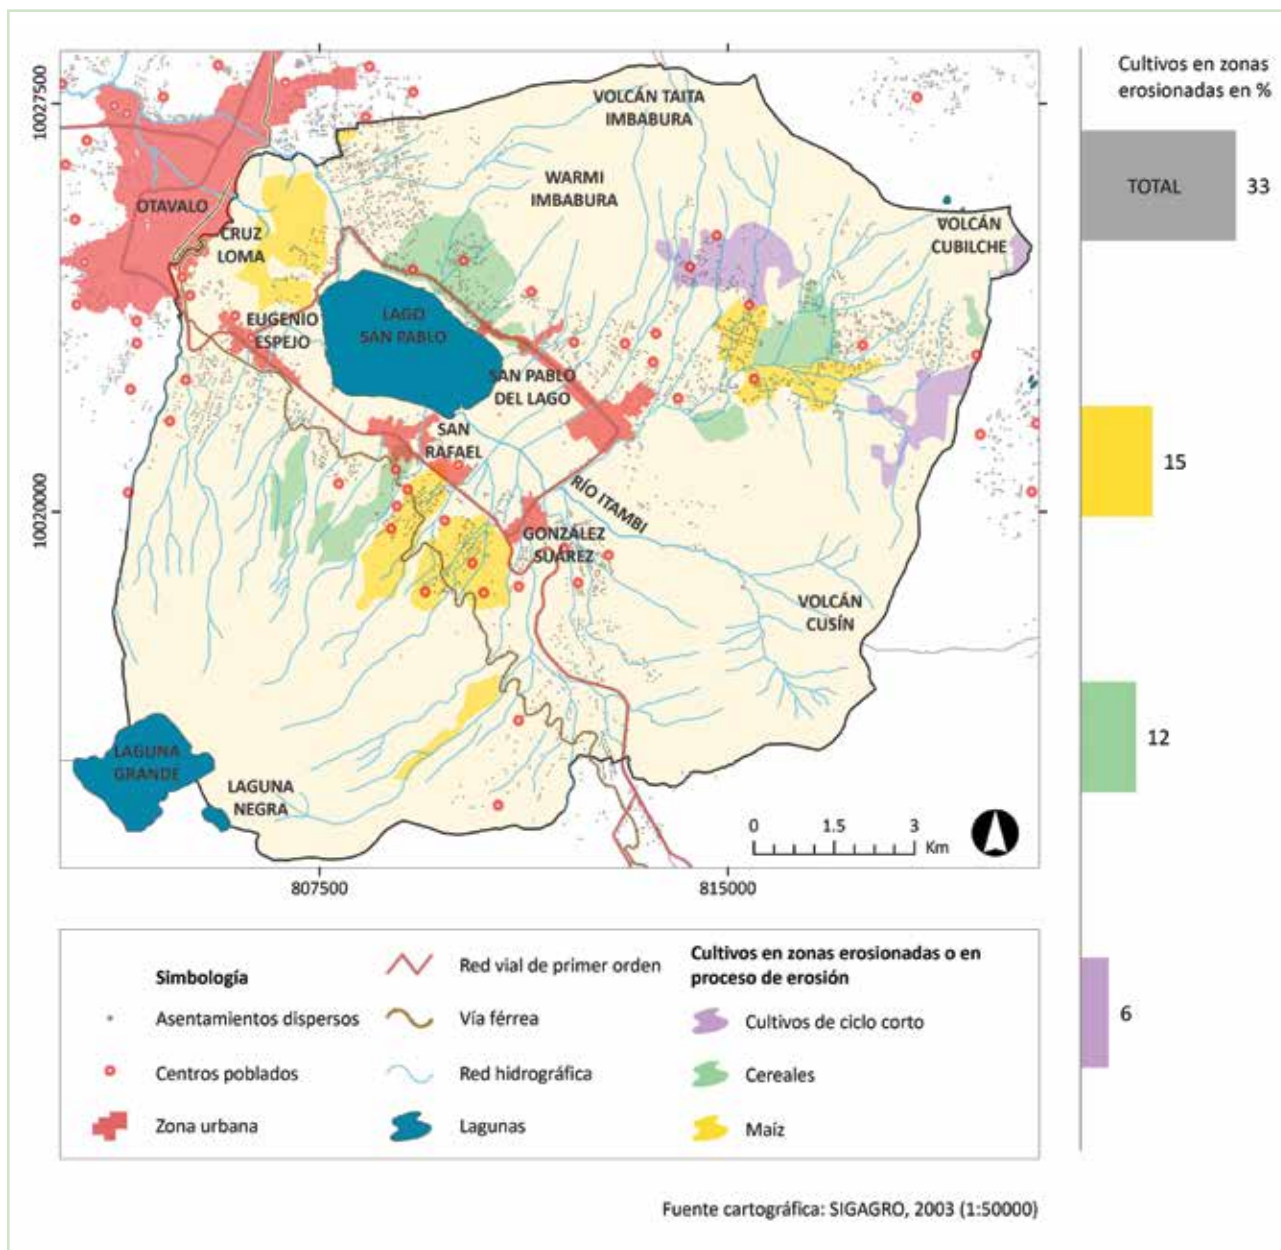 Cultivos en zonas
erosionadas en %
TOTAL
33
15
12
6
10027500
10020000
807500
815000
VOLCÁN TAITA
IMBABURA
WARMI
IMBABURA
OTAVALO
CRUZ
LOMA
VOLCÁN
CUBILCHE
EUGENIO
ESPEJO
LAGO
SAN PABLO
SAN PABLO
DEL LAGO
SAN
RAFAEL
RÍO ITAMBI
GONZÁLEZ
SUÁREZ
VOLCÁN
CUSÍN
LAGUNA
GRANDE
LAGUNA
NEGRA
0 1.5 3
Km
Simbología
Asentamientos dispersos
Centros poblados
Zona urbana
Red vial de primer orden
Vía férrea
Red hidrográfica
Lagunas
Cultivos en zonas erosionadas o en
proceso de erosión
Cultivos de ciclo corto
Cereales
Maíz
Fuente cartográfica: SIGAGRO, 2003 (1:50000)